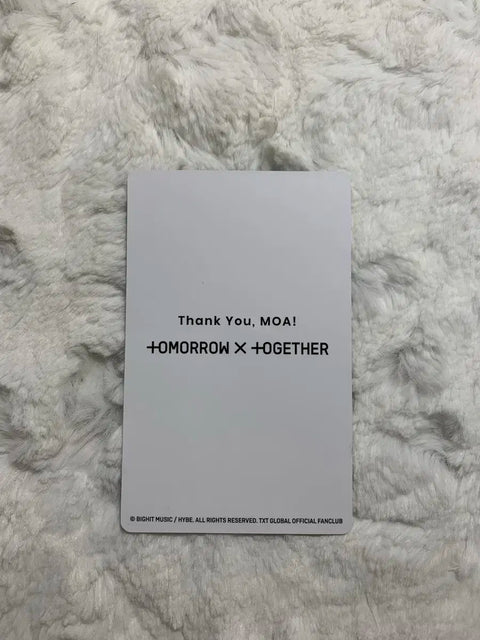 Thank You, MOA!
TOMORROW X TOGETHER
© BIGHIT MUSIC / HYBE. ALL RIGHTS RESERVED. TXT GLOBAL OFFICIAL FANCLUB